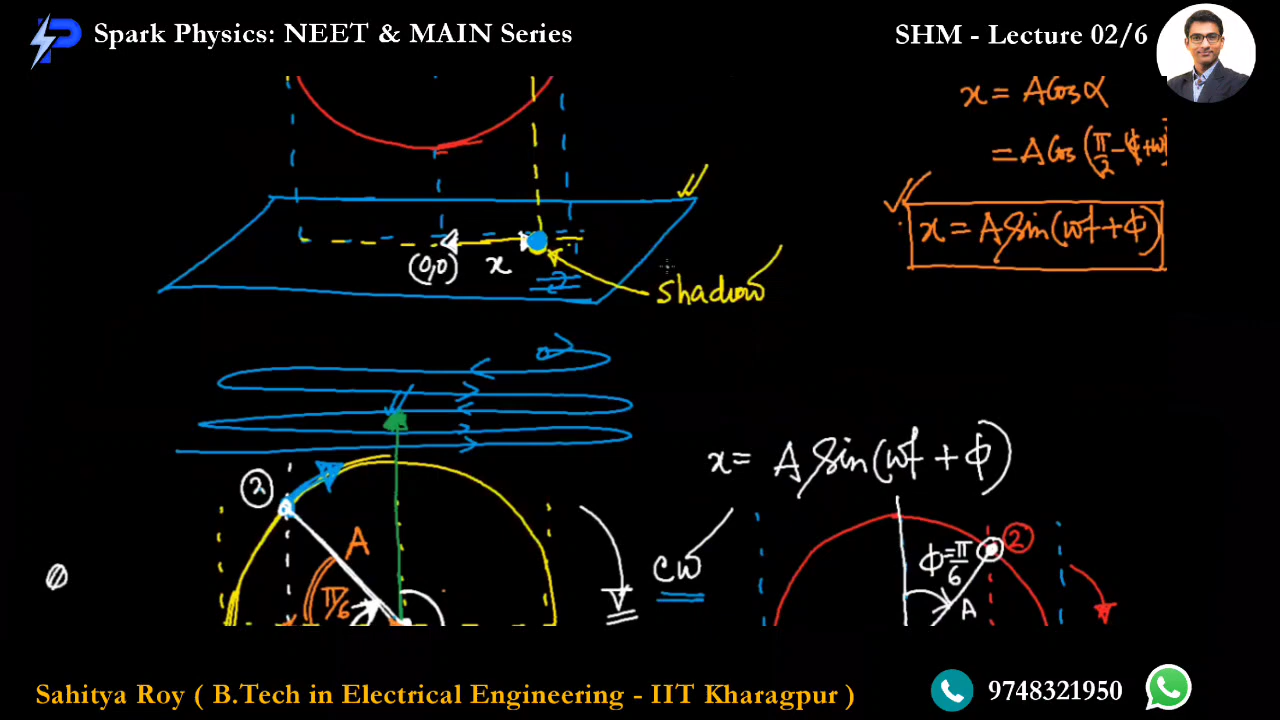 Spark Physics: NEET & MAIN Series
SHM - Lecture 02/6
x = A Cos α
= A Cos (π/2 - (ϕ + ω
x = A Sin(ωt + ϕ)
(0,0)
x
Shadow
x = A Sin(ωt + ϕ)
2
A
π/6
CW
ϕ = π/6
2
A
Sahitya Roy ( B.Tech in Electrical Engineering - IIT Kharagpur )
9748321950